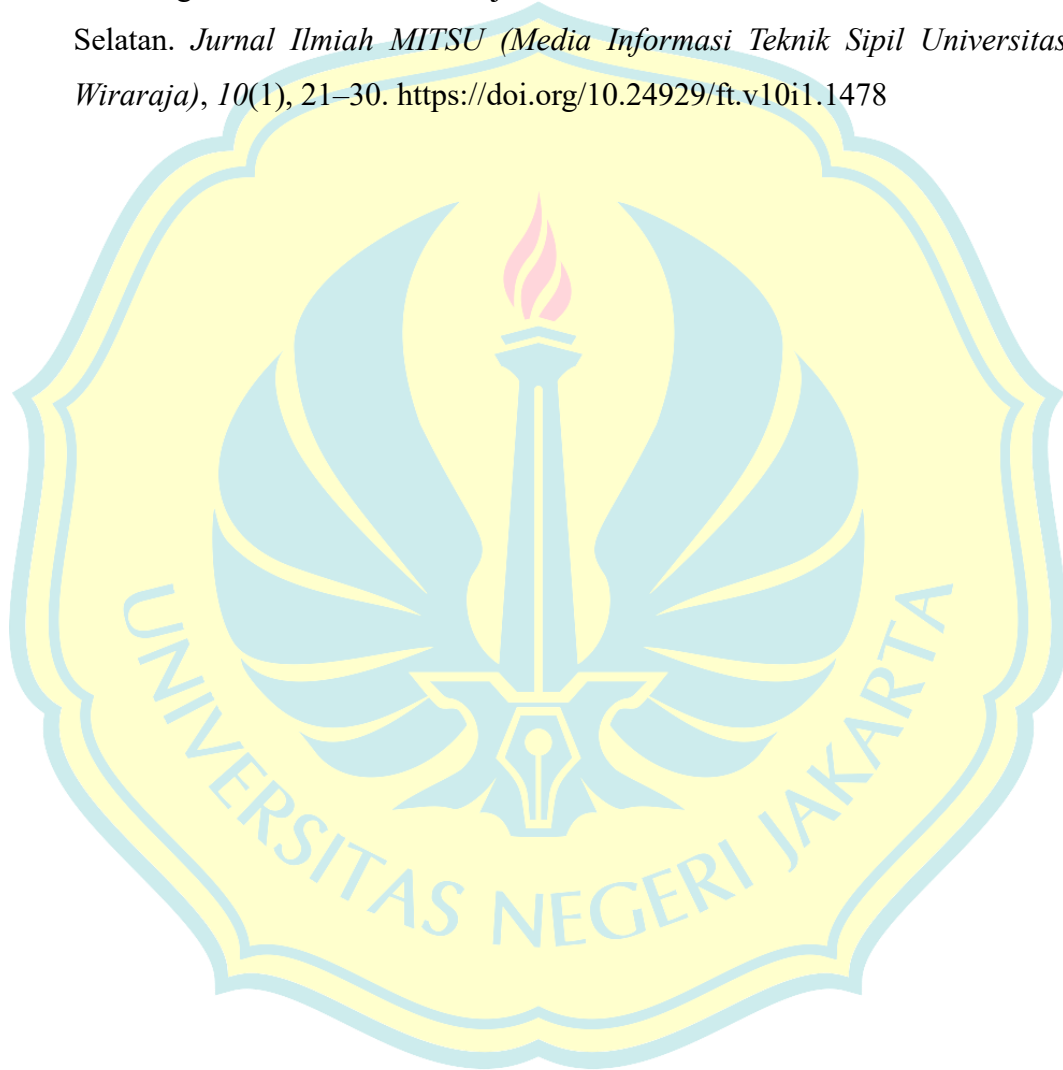 Selatan. Jurnal Ilmiah MITSU (Media Informasi Teknik Sipil Universitas
Wiraraja), 10(1), 21–30. https://doi.org/10.24929/ft.v10i1.1478
UNIVERSITAS NEGERI JAKARTA